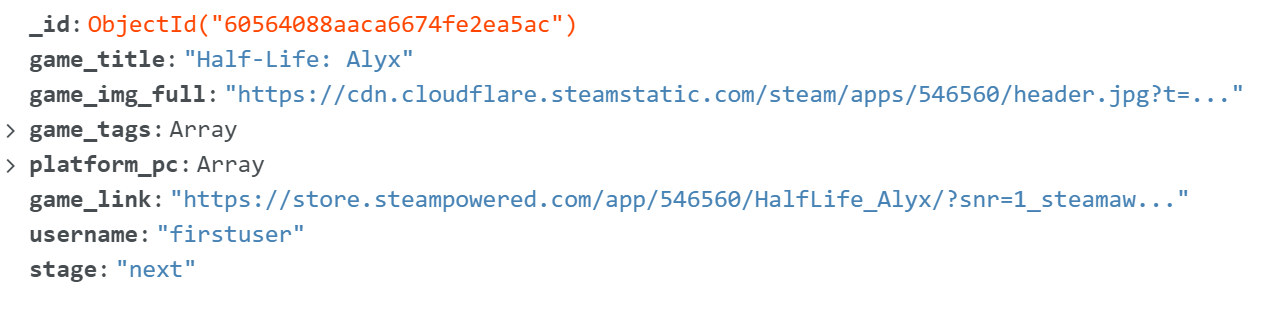 _id: ObjectId("60564088aaca6674fe2ea5ac")
game_title: "Half-Life: Alyx"
game_img_full: "https://cdn.cloudflare.steamstatic.com/steam/apps/546560/header.jpg?t=..."
> game_tags: Array
> platform_pc: Array
game_link: "https://store.steampowered.com/app/546560/HalfLife_Alyx/?snr=1_steamaw..."
username: "firstuser"
stage: "next"